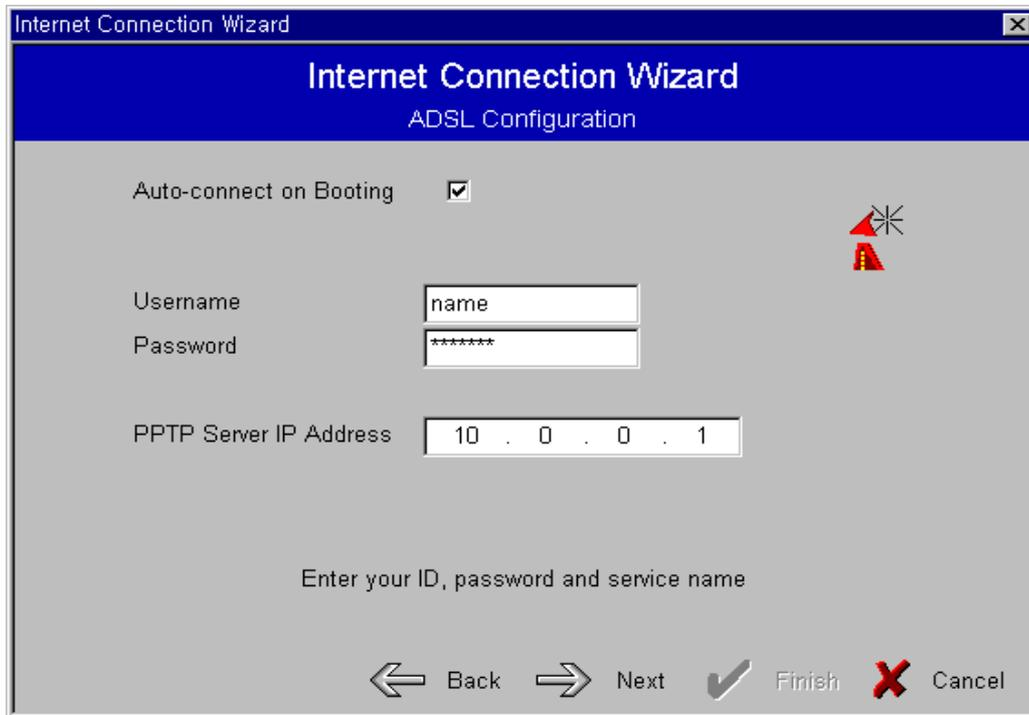 Internet Connection Wizard
Internet Connection Wizard
ADSL Configuration
Auto-connect on Booting
Username name
Password *******
PPTP Server IP Address 10 . 0 . 0 . 1
Enter your ID, password and service name
Back Next Finish Cancel